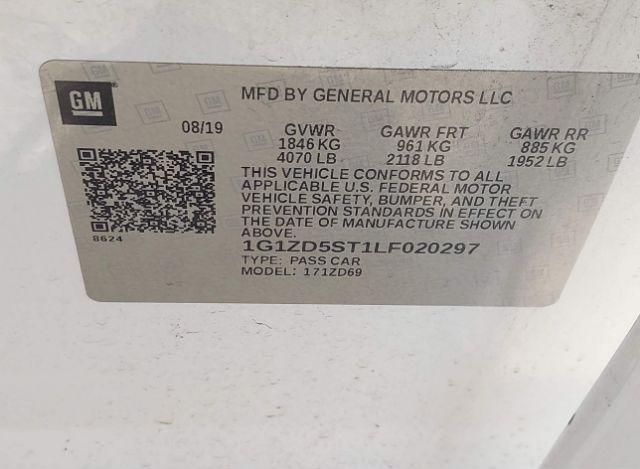 GM
MFD BY GENERAL MOTORS LLC
08/19 GVWR GAWR FRT GAWR RR
1846 KG 961 KG 885 KG
4070 LB 2118 LB 1952 LB
THIS VEHICLE CONFORMS TO ALL
APPLICABLE U.S. FEDERAL MOTOR
VEHICLE SAFETY, BUMPER, AND THEFT
PREVENTION STANDARDS IN EFFECT ON
THE DATE OF MANUFACTURE SHOWN
ABOVE.
8624
1G1ZD5ST1LF020297
TYPE: PASS CAR
MODEL: 171ZD69